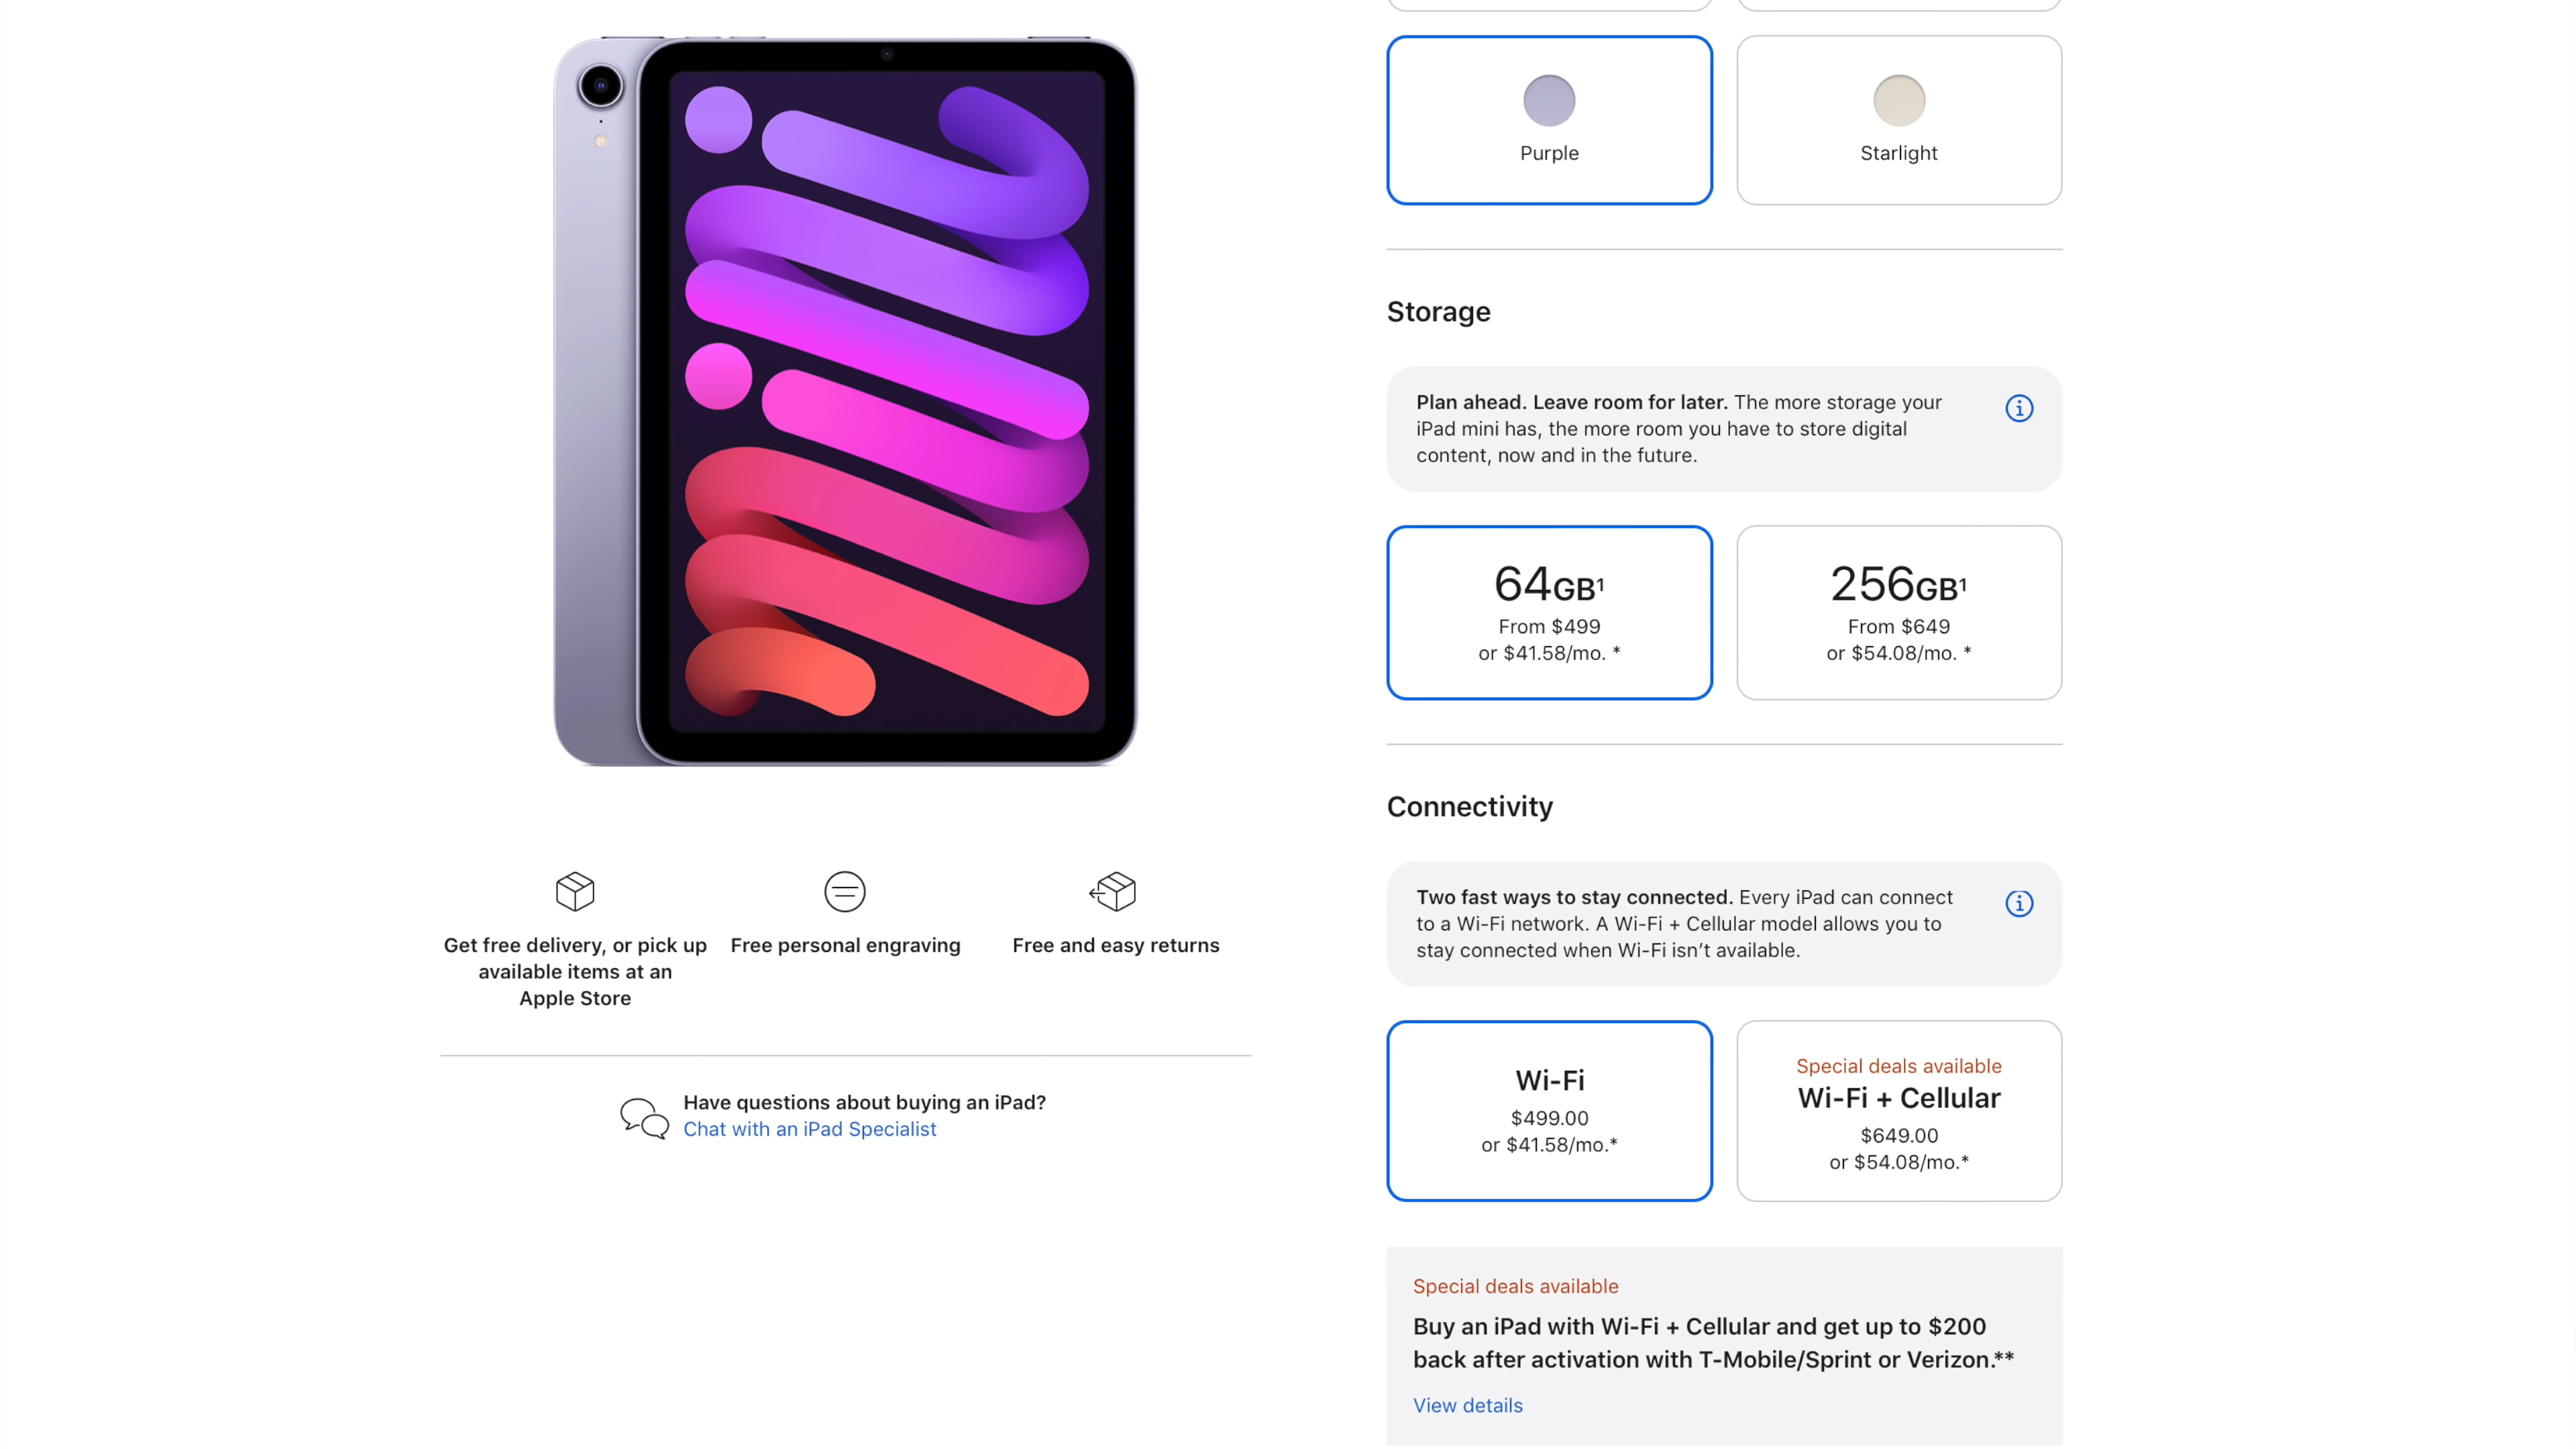 Purple
Starlight
Storage
Plan ahead. Leave room for later. The more storage your
iPad mini has, the more room you have to store digital
content, now and in the future.
64GB¹
From $499
or $41.58/mo. *
256GB¹
From $649
or $54.08/mo. *
Connectivity
Two fast ways to stay connected. Every iPad can connect
to a Wi-Fi network. A Wi-Fi + Cellular model allows you to
stay connected when Wi-Fi isn’t available.
Wi-Fi
$499.00
or $41.58/mo.*
Special deals available
Wi-Fi + Cellular
$649.00
or $54.08/mo.*
Special deals available
Buy an iPad with Wi-Fi + Cellular and get up to $200
back after activation with T-Mobile/Sprint or Verizon.**
View details
Get free delivery, or pick up
available items at an
Apple Store
Free personal engraving
Free and easy returns
Have questions about buying an iPad?
Chat with an iPad Specialist